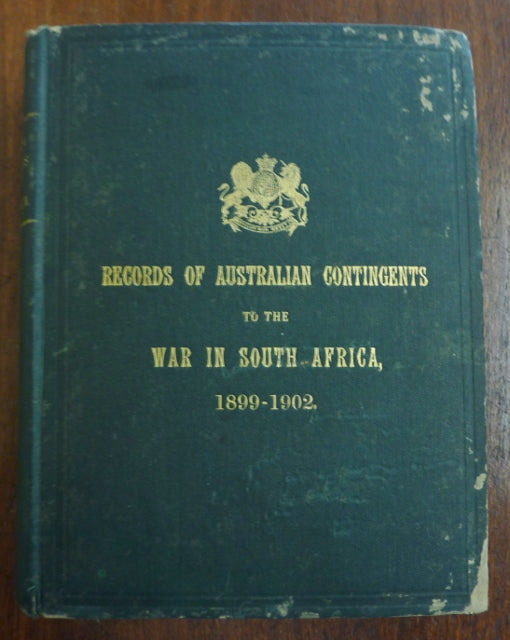 RECORDS OF AUSTRALIAN CONTINGENTS
TO THE
WAR IN SOUTH AFRICA,
1899-1902.